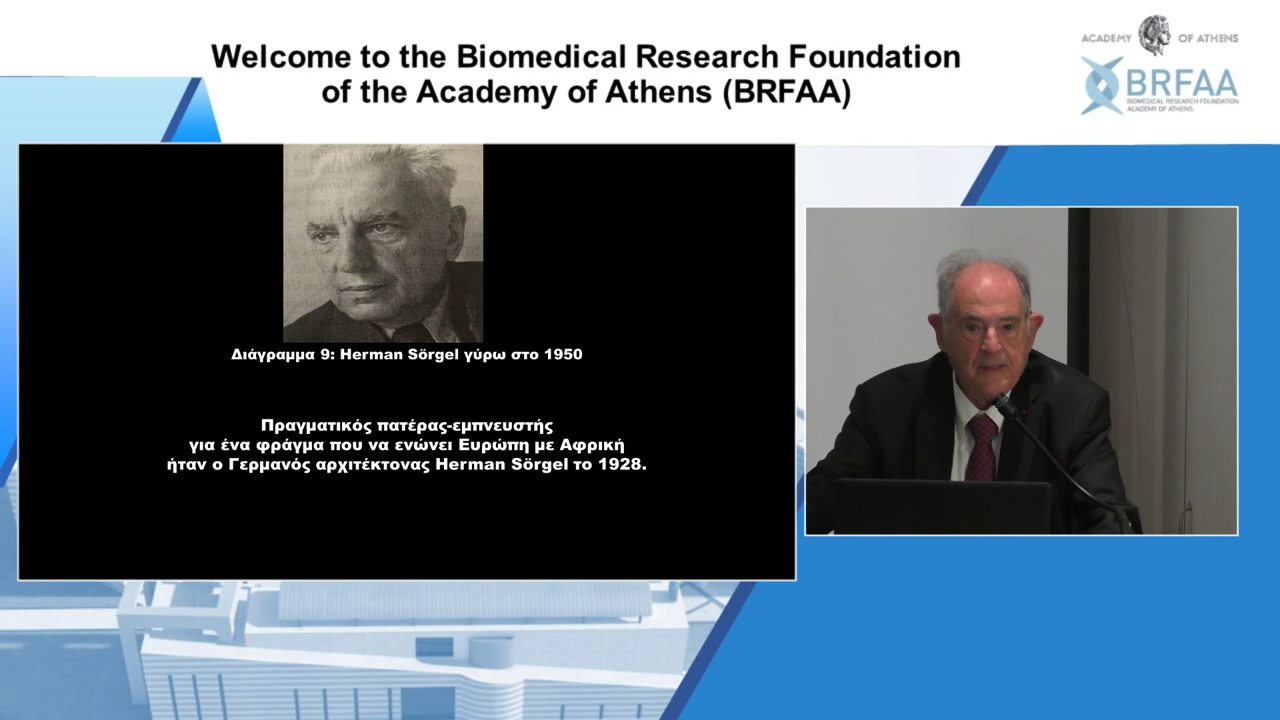 Welcome to the Biomedical Research Foundation
of the Academy of Athens (BRFAA)
ACADEMY OF ATHENS
BRFAA
BIOMEDICAL RESEARCH FOUNDATION
ACADEMY OF ATHENS
Διάγραμμα 9: Herman Sörgel γύρω στο 1950
Πραγματικός πατέρας-εμπνευστής
για ένα φράγμα που να ενώνει Ευρώπη με Αφρική
ήταν ο Γερμανός αρχιτέκτονας Herman Sörgel το 1928.